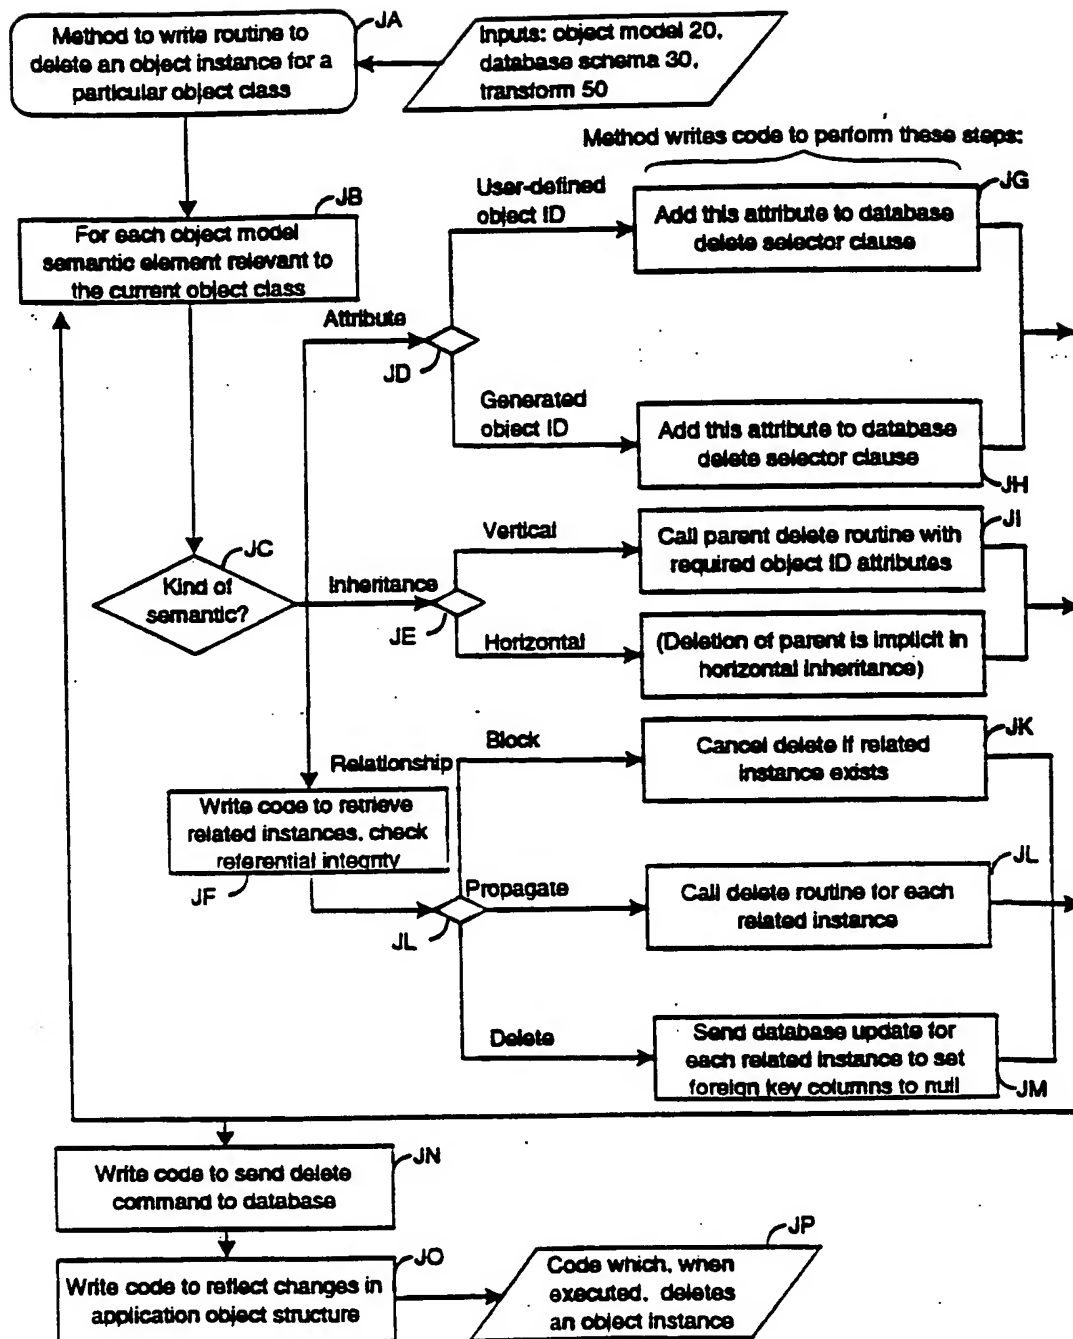 JA
Method to write routine to
delete an object instance for a
particular object class
Inputs: object model 20,
database schema 30,
transform 50
Method writes code to perform these steps:
JB
For each object model
semantic element relevant to
the current object class
User-defined
object ID
JG
Add this attribute to database
delete selector clause
Attribute
JD
Generated
object ID
Add this attribute to database
delete selector clause
JH
JC
Kind of
semantic?
Inheritance
JE
Vertical
JI
Call parent delete routine with
required object ID attributes
Horizontal
(Deletion of parent is implicit in
horizontal inheritance)
Relationship
Write code to retrieve
related instances, check
referential integrity
JF
Block
JK
Cancel delete if related
instance exists
Propagate
JL
JL
Call delete routine for each
related instance
Delete
Send database update for
each related instance to set
foreign key columns to null
JM
JN
Write code to send delete
command to database
JO
Write code to reflect changes in
application object structure
JP
Code which, when
executed, deletes
an object instance